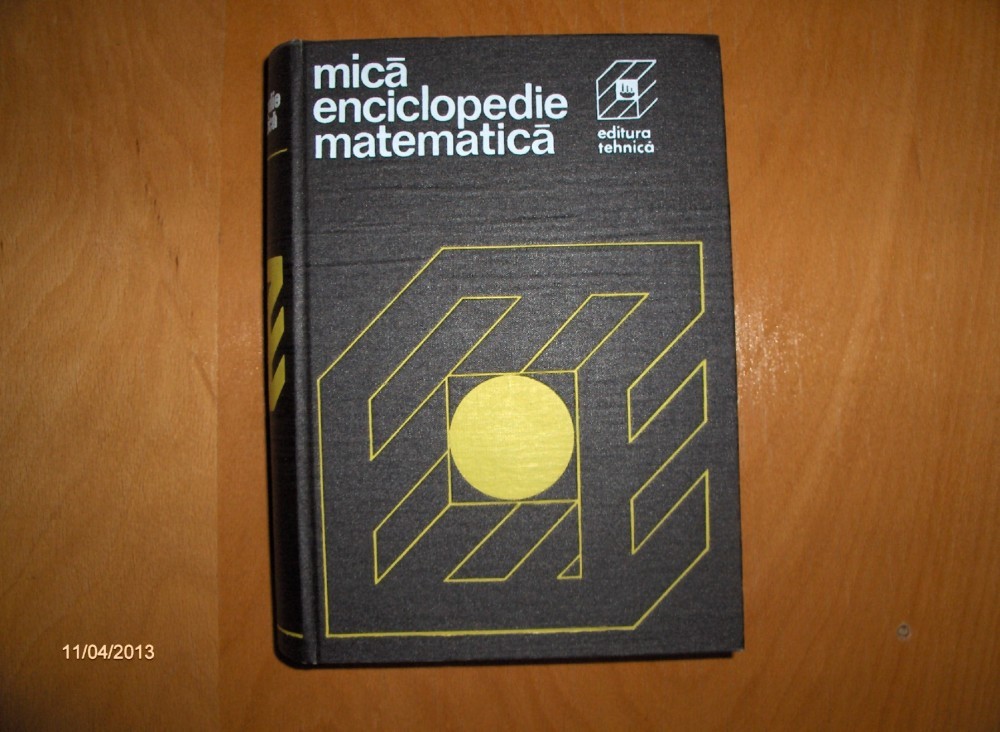 mică
enciclopedie
matematică
editura
tehnică
11/04/2013